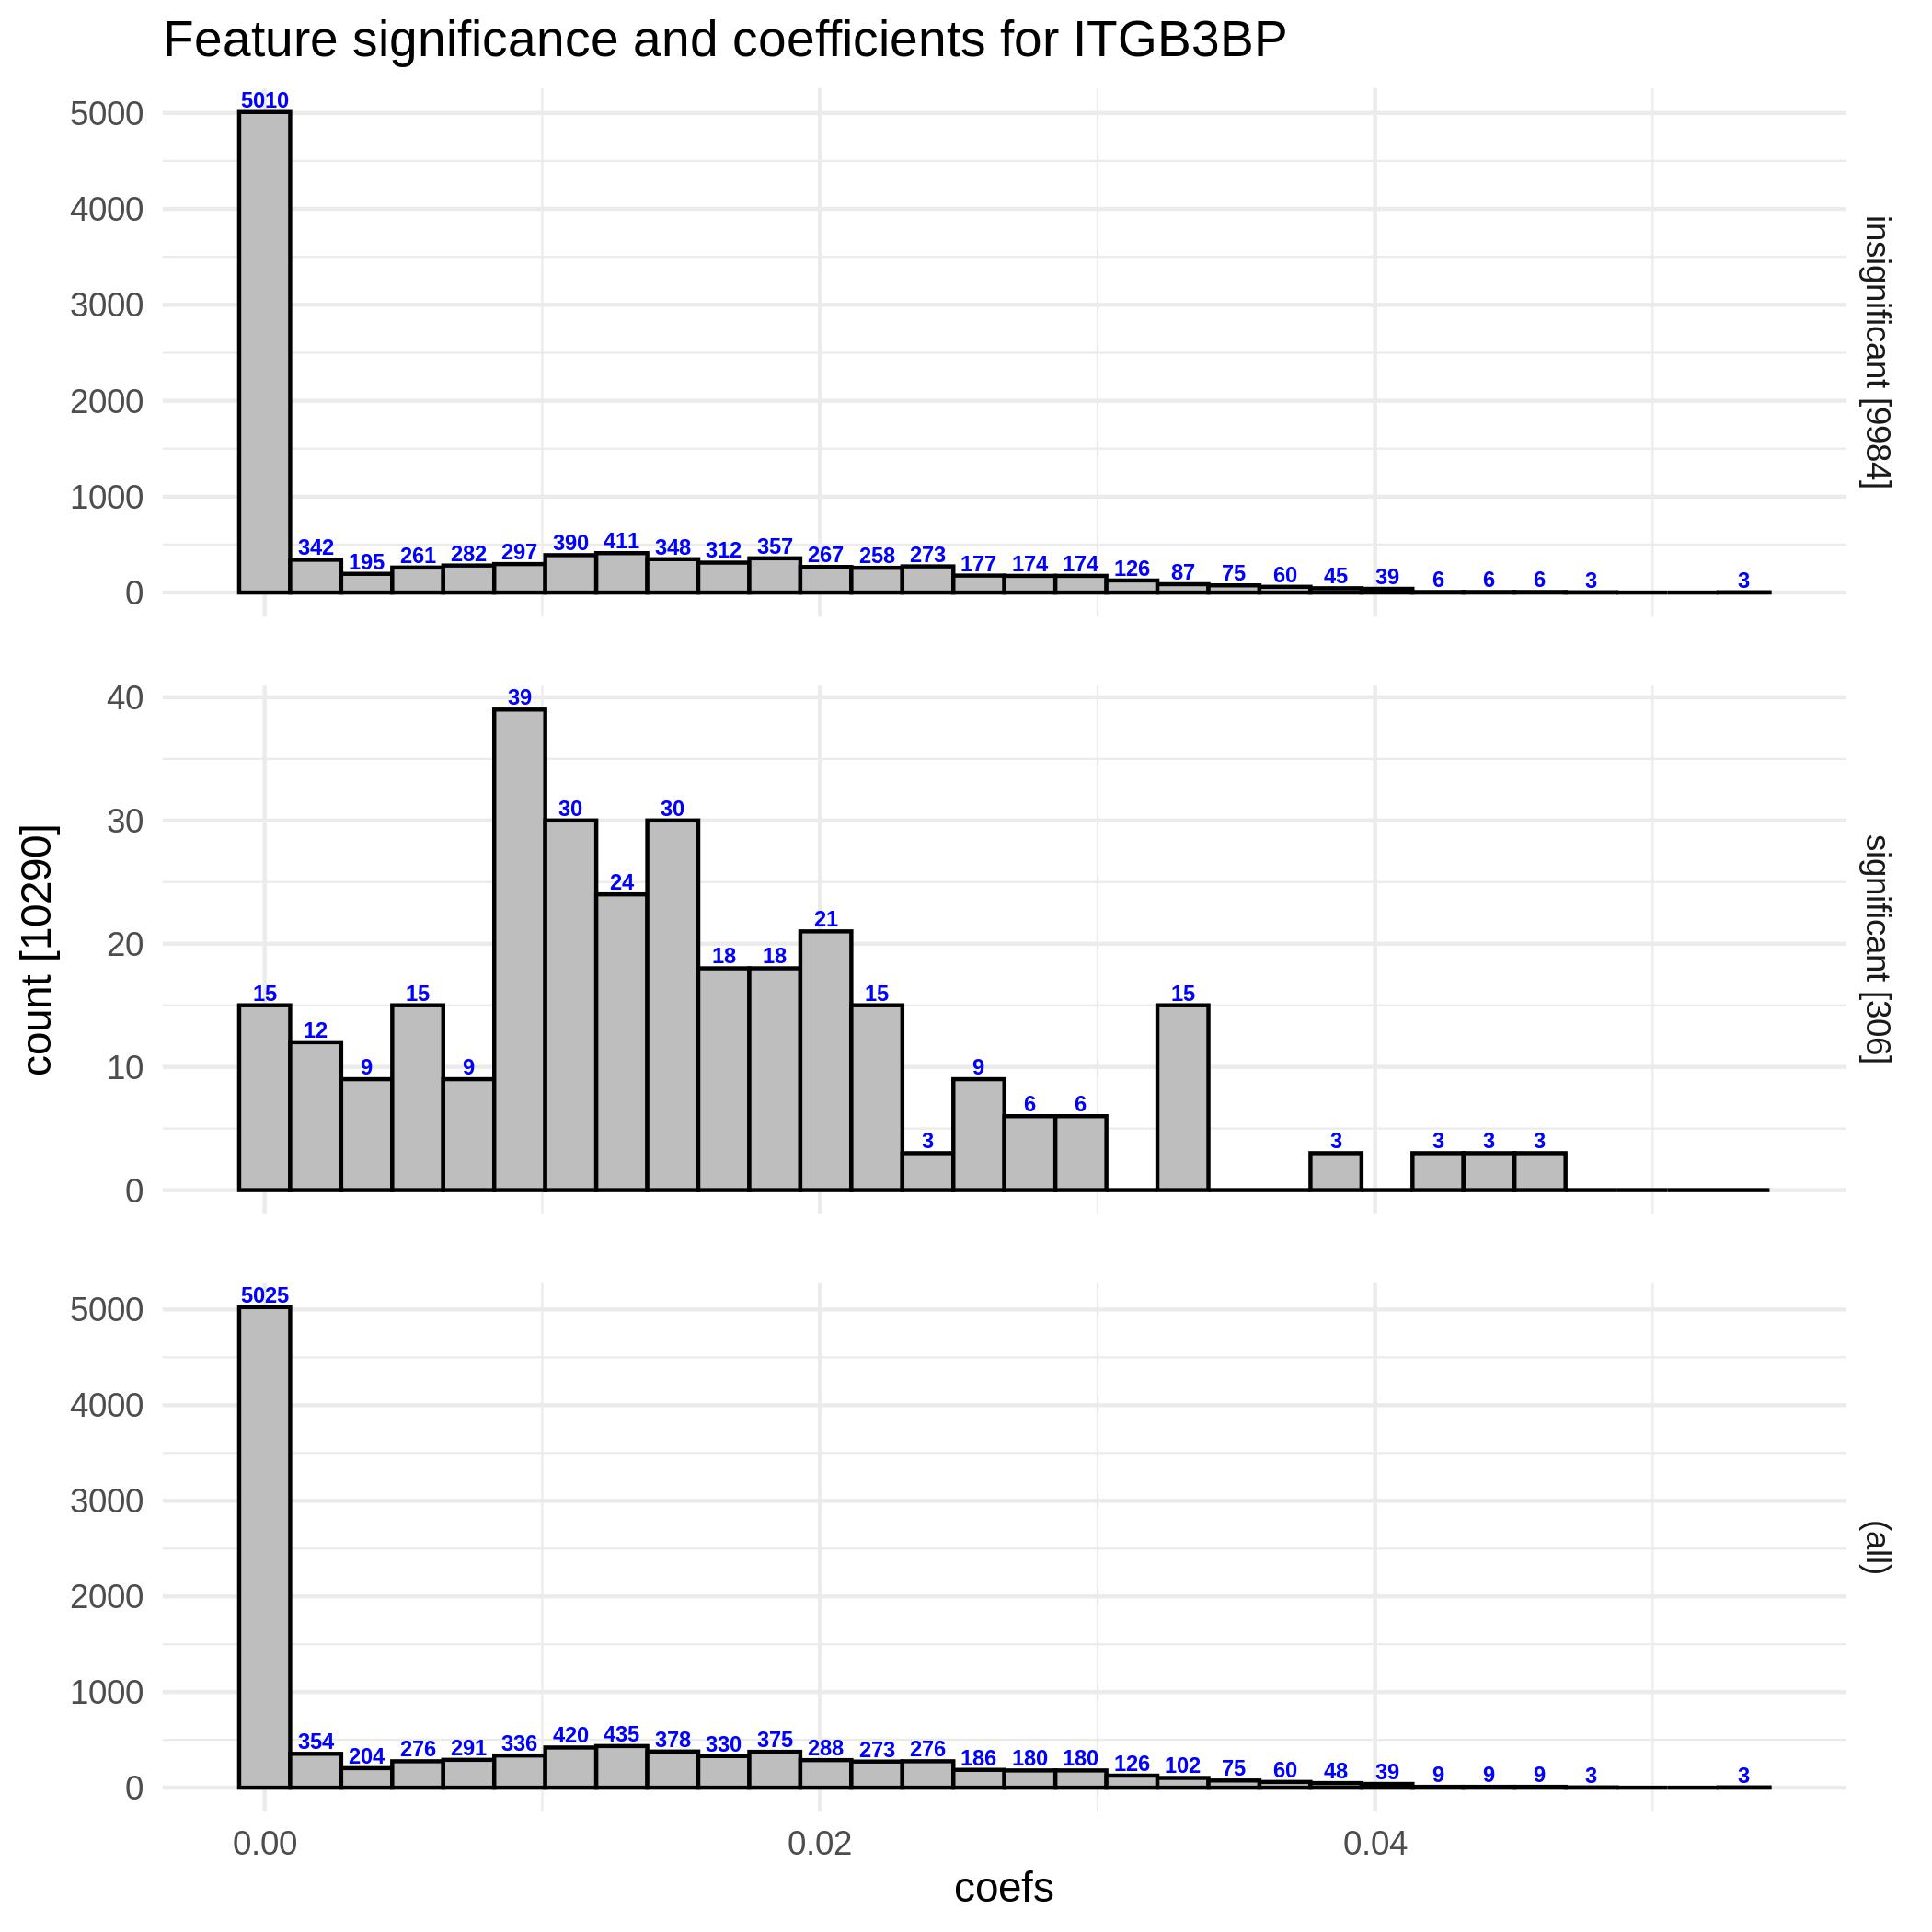 Feature significance and coefficients for ITGB3BP
5010
5000
4000
3000
2000
1000
0
342 195 261 282 297 390 411 348 312 357 267 258 273 177 174 174 126 87 75 60 45 39 6 6 6 3 3
insignificant [9984]
40
30
20
10
0
15 12 9 15 9 39 30 24 30 18 18 21 15 3 9 6 6 15 3 3 3 3
significant [306]
count [10290]
5025
5000
4000
3000
2000
1000
0
354 204 276 291 336 420 435 378 330 375 288 273 276 186 180 180 126 102 75 60 48 39 9 9 9 3 3
(all)
0.00 0.02 0.04
coefs